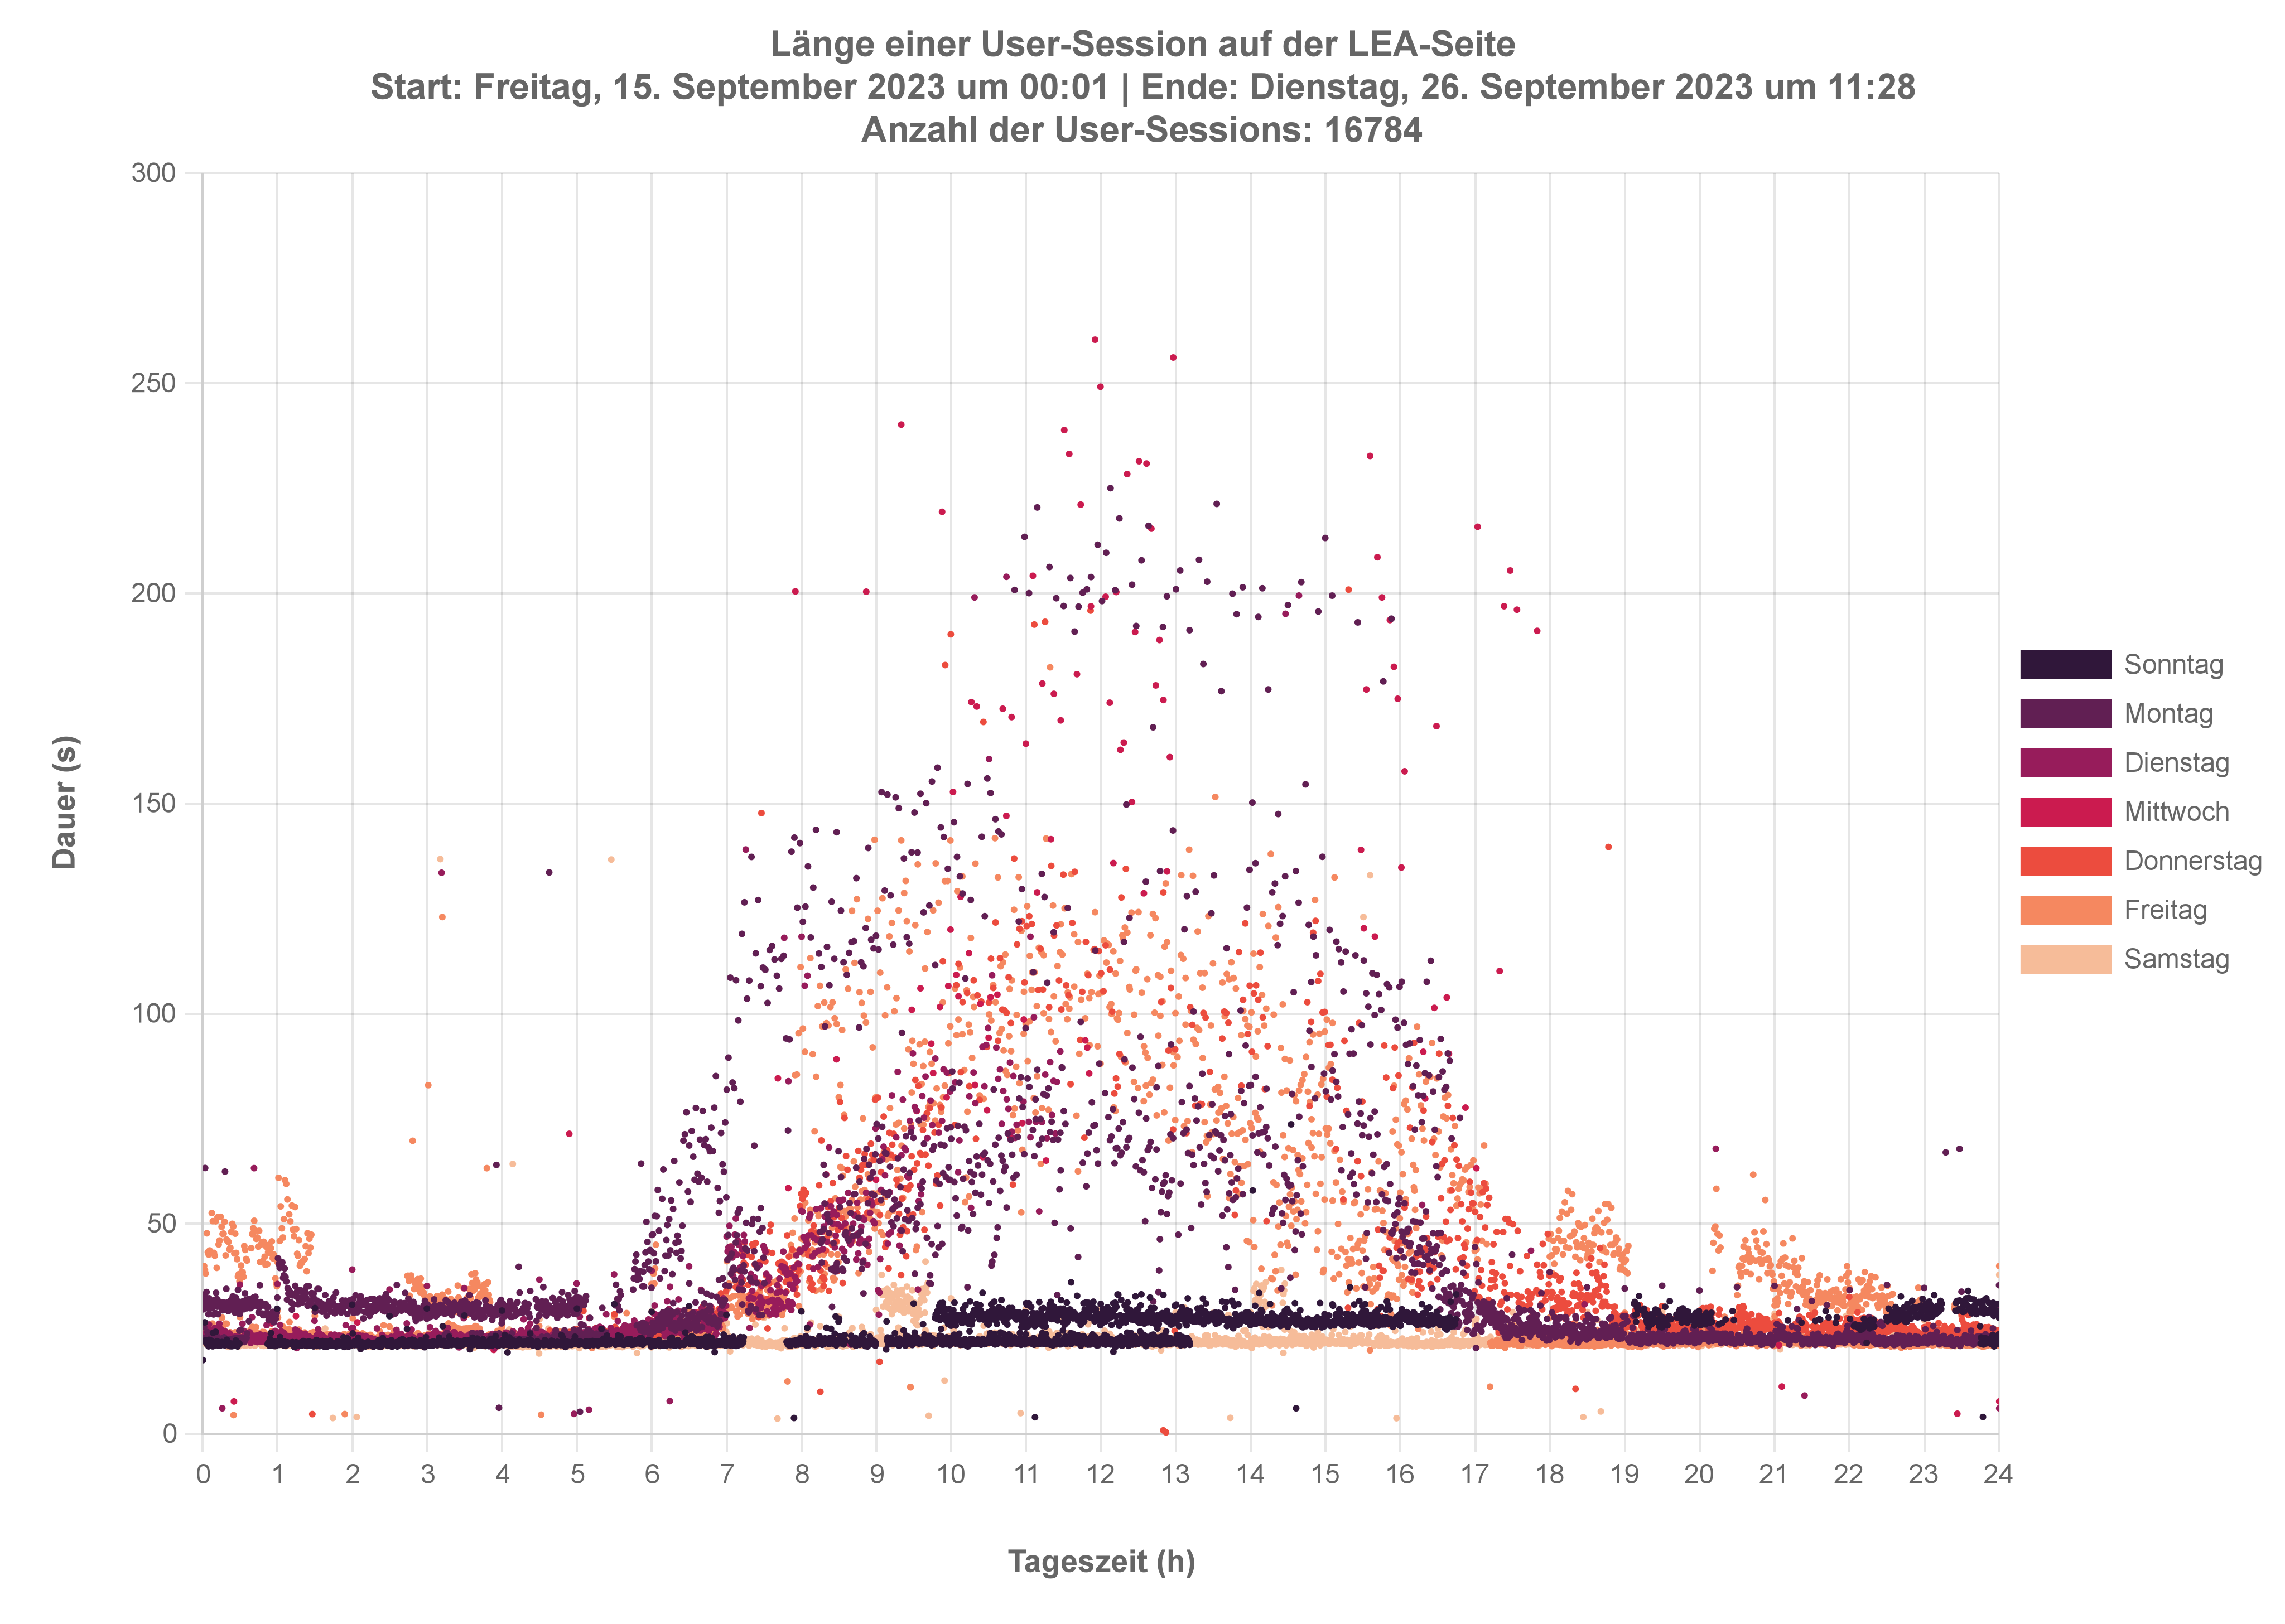 Länge einer User-Session auf der LEA-Seite
Start: Freitag, 15. September 2023 um 00:01 | Ende: Dienstag, 26. September 2023 um 11:28
Anzahl der User-Sessions: 16784
300
250
200
150
100
50
0
Dauer (s)
0 1 2 3 4 5 6 7 8 9 10 11 12 13 14 15 16 17 18 19 20 21 22 23 24
Tageszeit (h)
Sonntag
Montag
Dienstag
Mittwoch
Donnerstag
Freitag
Samstag